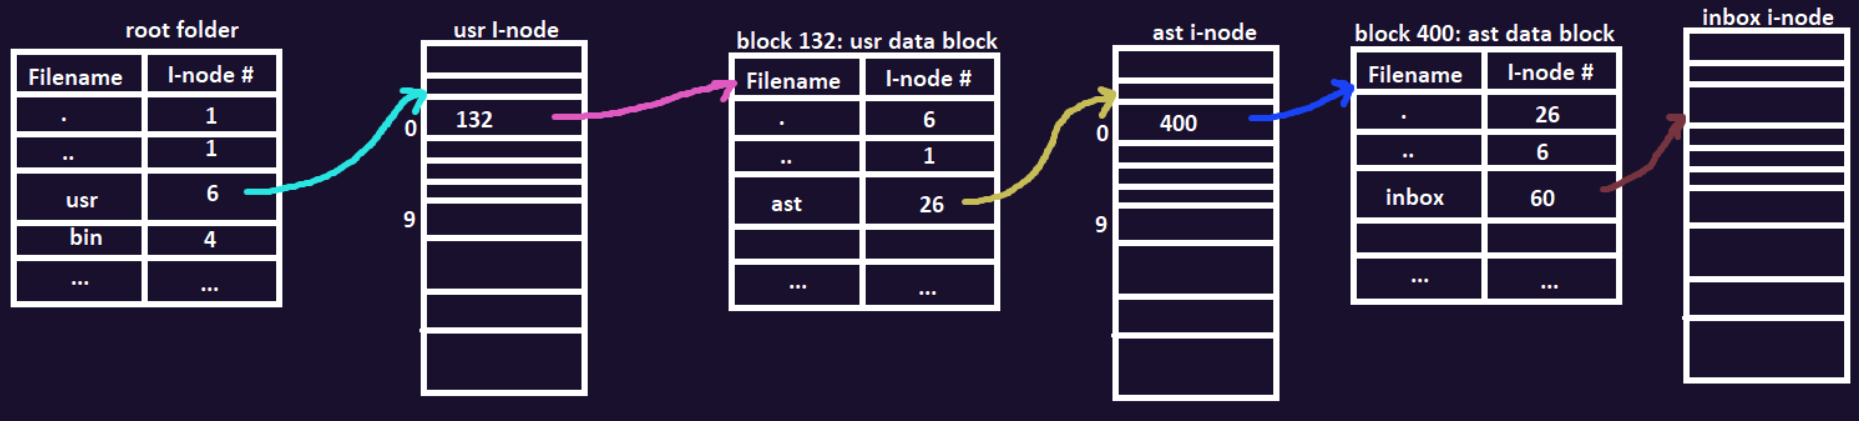 root folder
Filename I-node #
. 1
.. 1
usr 6
bin 4
... ...
usr I-node
0 132
9
block 132: usr data block
Filename I-node #
. 6
.. 1
ast 26
... ...
ast i-node
0 400
9
block 400: ast data block
Filename I-node #
. 26
.. 6
inbox 60
... ...
inbox i-node